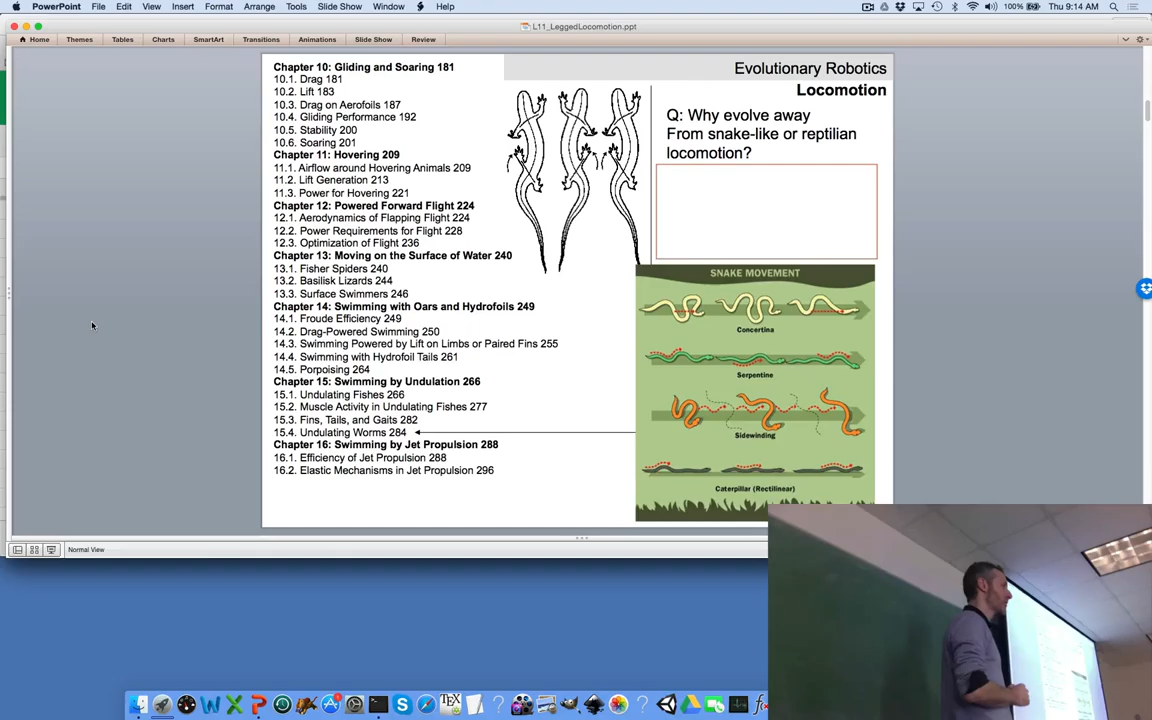 PowerPoint File Edit View Insert Format Arrange Tools Slide Show Window Help
100% Thu 9:14 AM
L11_LeggedLocomotion.ppt
Home Themes Tables Charts SmartArt Transitions Animations Slide Show Review
Chapter 10: Gliding and Soaring 181
10.1. Drag 181
10.2. Lift 183
10.3. Drag on Aerofoils 187
10.4. Gliding Performance 192
10.5. Stability 200
10.6. Soaring 201
Chapter 11: Hovering 209
11.1. Airflow around Hovering Animals 209
11.2. Lift Generation 213
11.3. Power for Hovering 221
Chapter 12: Powered Forward Flight 224
12.1. Aerodynamics of Flapping Flight 224
12.2. Power Requirements for Flight 228
12.3. Optimization of Flight 236
Chapter 13: Moving on the Surface of Water 240
13.1. Fisher Spiders 240
13.2. Basilisk Lizards 244
13.3. Surface Swimmers 246
Chapter 14: Swimming with Oars and Hydrofoils 249
14.1. Froude Efficiency 249
14.2. Drag-Powered Swimming 250
14.3. Swimming Powered by Lift on Limbs or Paired Fins 255
14.4. Swimming with Hydrofoil Tails 261
14.5. Porpoising 264
Chapter 15: Swimming by Undulation 266
15.1. Undulating Fishes 266
15.2. Muscle Activity in Undulating Fishes 277
15.3. Fins, Tails, and Gaits 282
15.4. Undulating Worms 284
Chapter 16: Swimming by Jet Propulsion 288
16.1. Efficiency of Jet Propulsion 288
16.2. Elastic Mechanisms in Jet Propulsion 296
Evolutionary Robotics
Locomotion
Q: Why evolve away
From snake-like or reptilian
locomotion?
SNAKE MOVEMENT
Concertina
Serpentine
Sidewinding
Caterpillar (Rectilinear)
Normal View
TEX